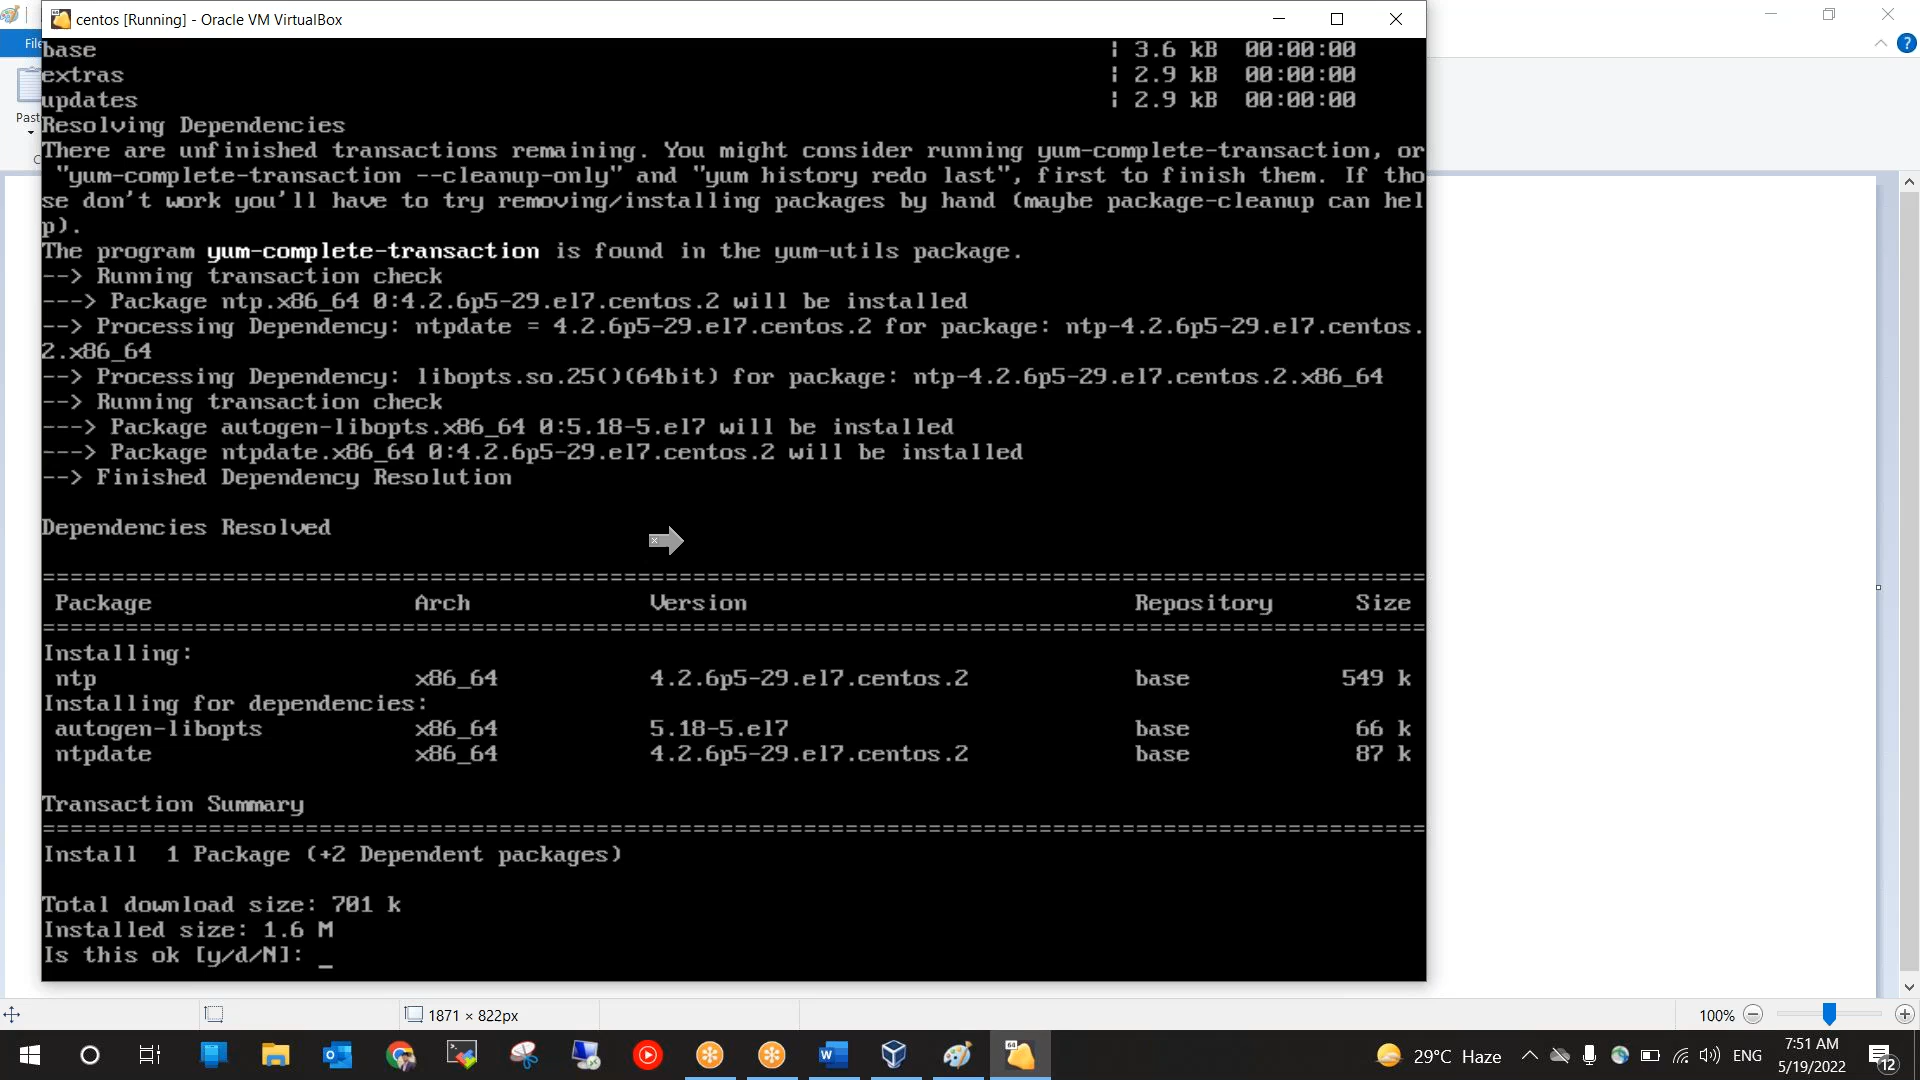 centos [Running] - Oracle VM VirtualBox
File
Past
base | 3.6 kB 00:00:00
extras | 2.9 kB 00:00:00
updates | 2.9 kB 00:00:00
Resolving Dependencies
There are unfinished transactions remaining. You might consider running yum-complete-transaction, or
"yum-complete-transaction --cleanup-only" and "yum history redo last", first to finish them. If tho
se don't work you'll have to try removing/installing packages by hand (maybe package-cleanup can hel
p).
The program yum-complete-transaction is found in the yum-utils package.
--> Running transaction check
---> Package ntp.x86_64 0:4.2.6p5-29.el7.centos.2 will be installed
--> Processing Dependency: ntpdate = 4.2.6p5-29.el7.centos.2 for package: ntp-4.2.6p5-29.el7.centos.
2.x86_64
--> Processing Dependency: libopts.so.25()(64bit) for package: ntp-4.2.6p5-29.el7.centos.2.x86_64
--> Running transaction check
---> Package autogen-libopts.x86_64 0:5.18-5.el7 will be installed
---> Package ntpdate.x86_64 0:4.2.6p5-29.el7.centos.2 will be installed
--> Finished Dependency Resolution
Dependencies Resolved
====================================================================================================
Package Arch Version Repository Size
====================================================================================================
Installing:
ntp x86_64 4.2.6p5-29.el7.centos.2 base 549 k
Installing for dependencies:
autogen-libopts x86_64 5.18-5.el7 base 66 k
ntpdate x86_64 4.2.6p5-29.el7.centos.2 base 87 k
Transaction Summary
====================================================================================================
Install 1 Package (+2 Dependent packages)
Total download size: 701 k
Installed size: 1.6 M
Is this ok [y/d/N]: _
1871 × 822px
100%
29°C Haze
ENG
7:51 AM
5/19/2022
12